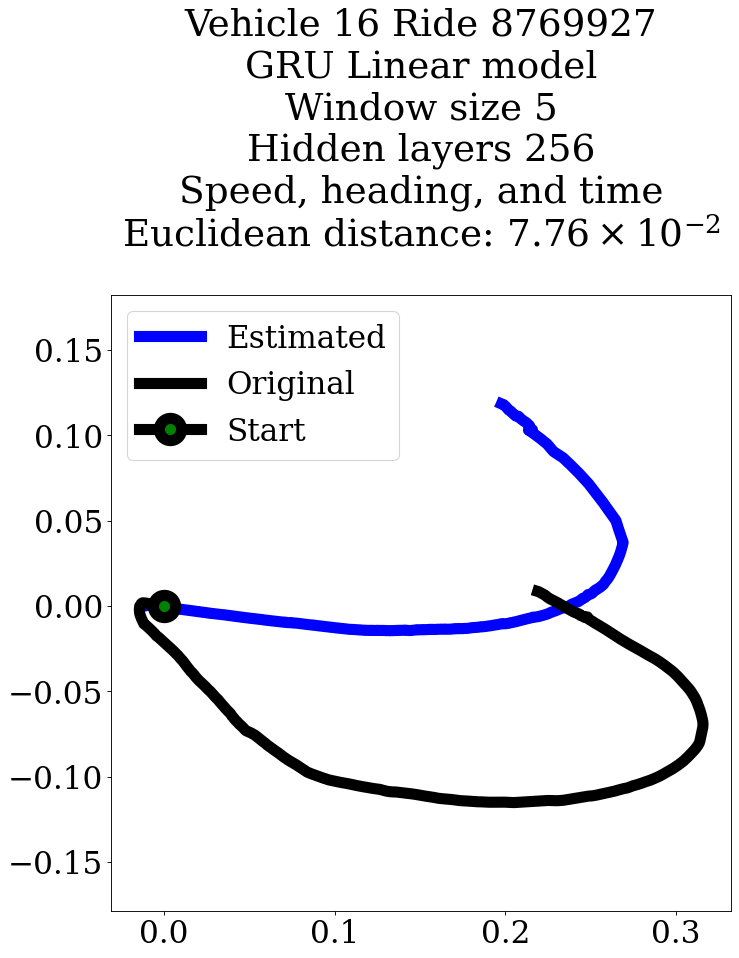 Vehicle 16 Ride 8769927
GRU Linear model
Window size 5
Hidden layers 256
Speed, heading, and time
Euclidean distance: 7.76 × 10⁻²
Estimated
Original
Start
0.15
0.10
0.05
0.00
−0.05
−0.10
−0.15
0.0 0.1 0.2 0.3